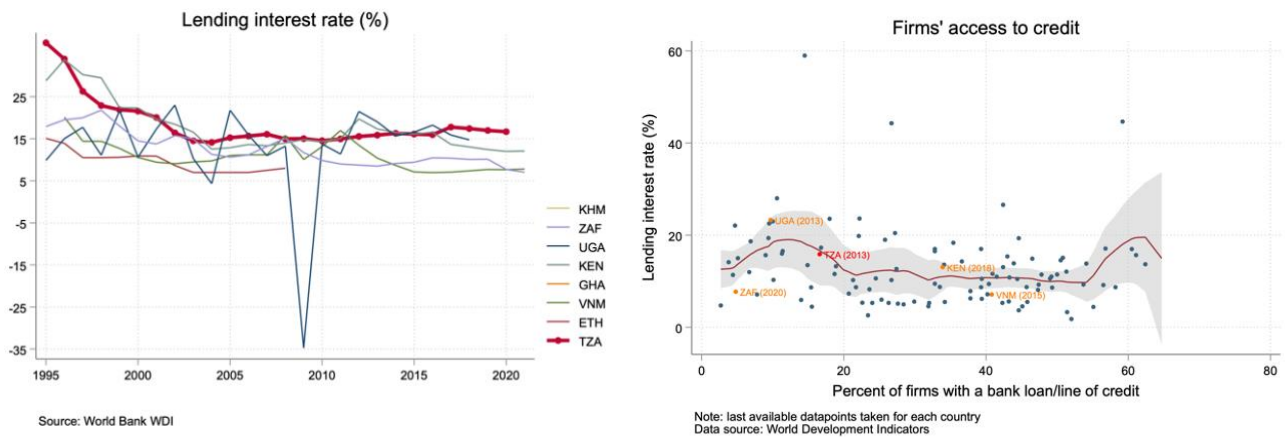 Lending interest rate (%)
25
15
5
-5
-15
-25
-35
1995
2000
2005
2010
2015
2020
KHM
ZAF
UGA
KEN
GHA
VNM
ETH
TZA
Source: World Bank WDI
Firms' access to credit
Lending interest rate (%)
60
40
20
0
UGA (2013)
TZA (2013)
KEN (2018)
ZAF (2020)
VNM (2015)
0
20
40
60
80
Percent of firms with a bank loan/line of credit
Note: last available datapoints taken for each country
Data source: World Development Indicators